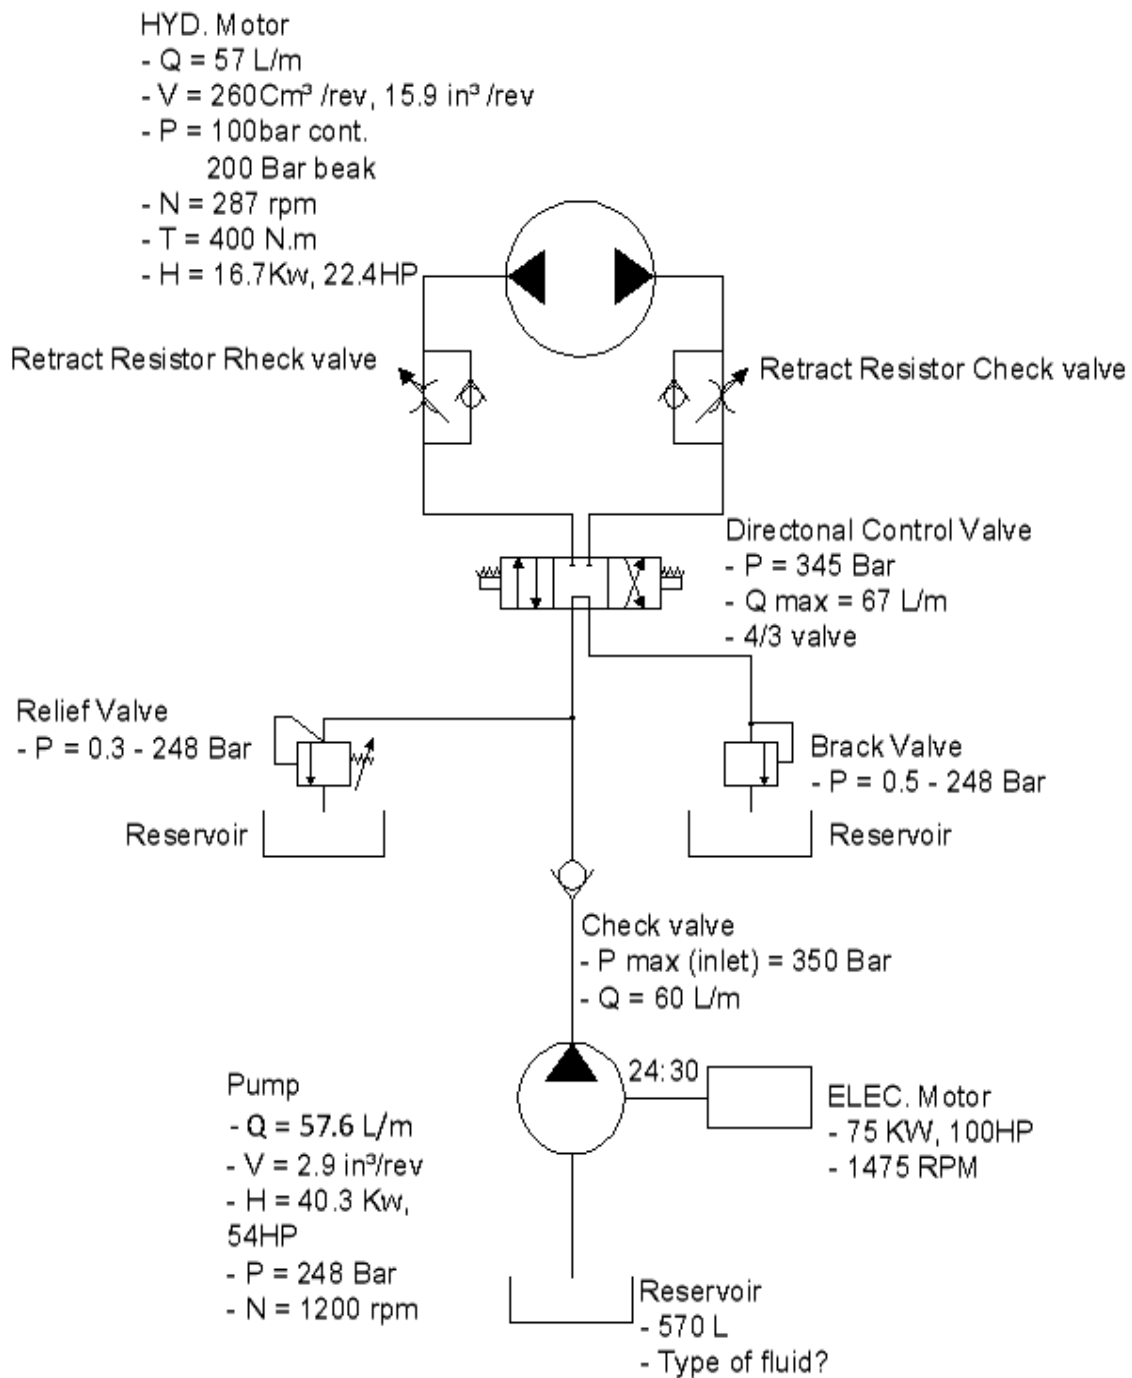 HYD. Motor
- Q = 57 L/m
- V = 260Cm³ /rev, 15.9 in³ /rev
- P = 100bar cont.
200 Bar beak
- N = 287 rpm
- T = 400 N.m
- H = 16.7Kw, 22.4HP
Retract Resistor Rheck valve
Retract Resistor Check valve
Directonal Control Valve
- P = 345 Bar
- Q max = 67 L/m
- 4/3 valve
Relief Valve
- P = 0.3 - 248 Bar
Reservoir
Brack Valve
- P = 0.5 - 248 Bar
Reservoir
Check valve
- P max (inlet) = 350 Bar
- Q = 60 L/m
24:30
Pump
- Q = 57.6 L/m
- V = 2.9 in³/rev
- H = 40.3 Kw,
54HP
- P = 248 Bar
- N = 1200 rpm
ELEC. Motor
- 75 KW, 100HP
- 1475 RPM
Reservoir
- 570 L
- Type of fluid?